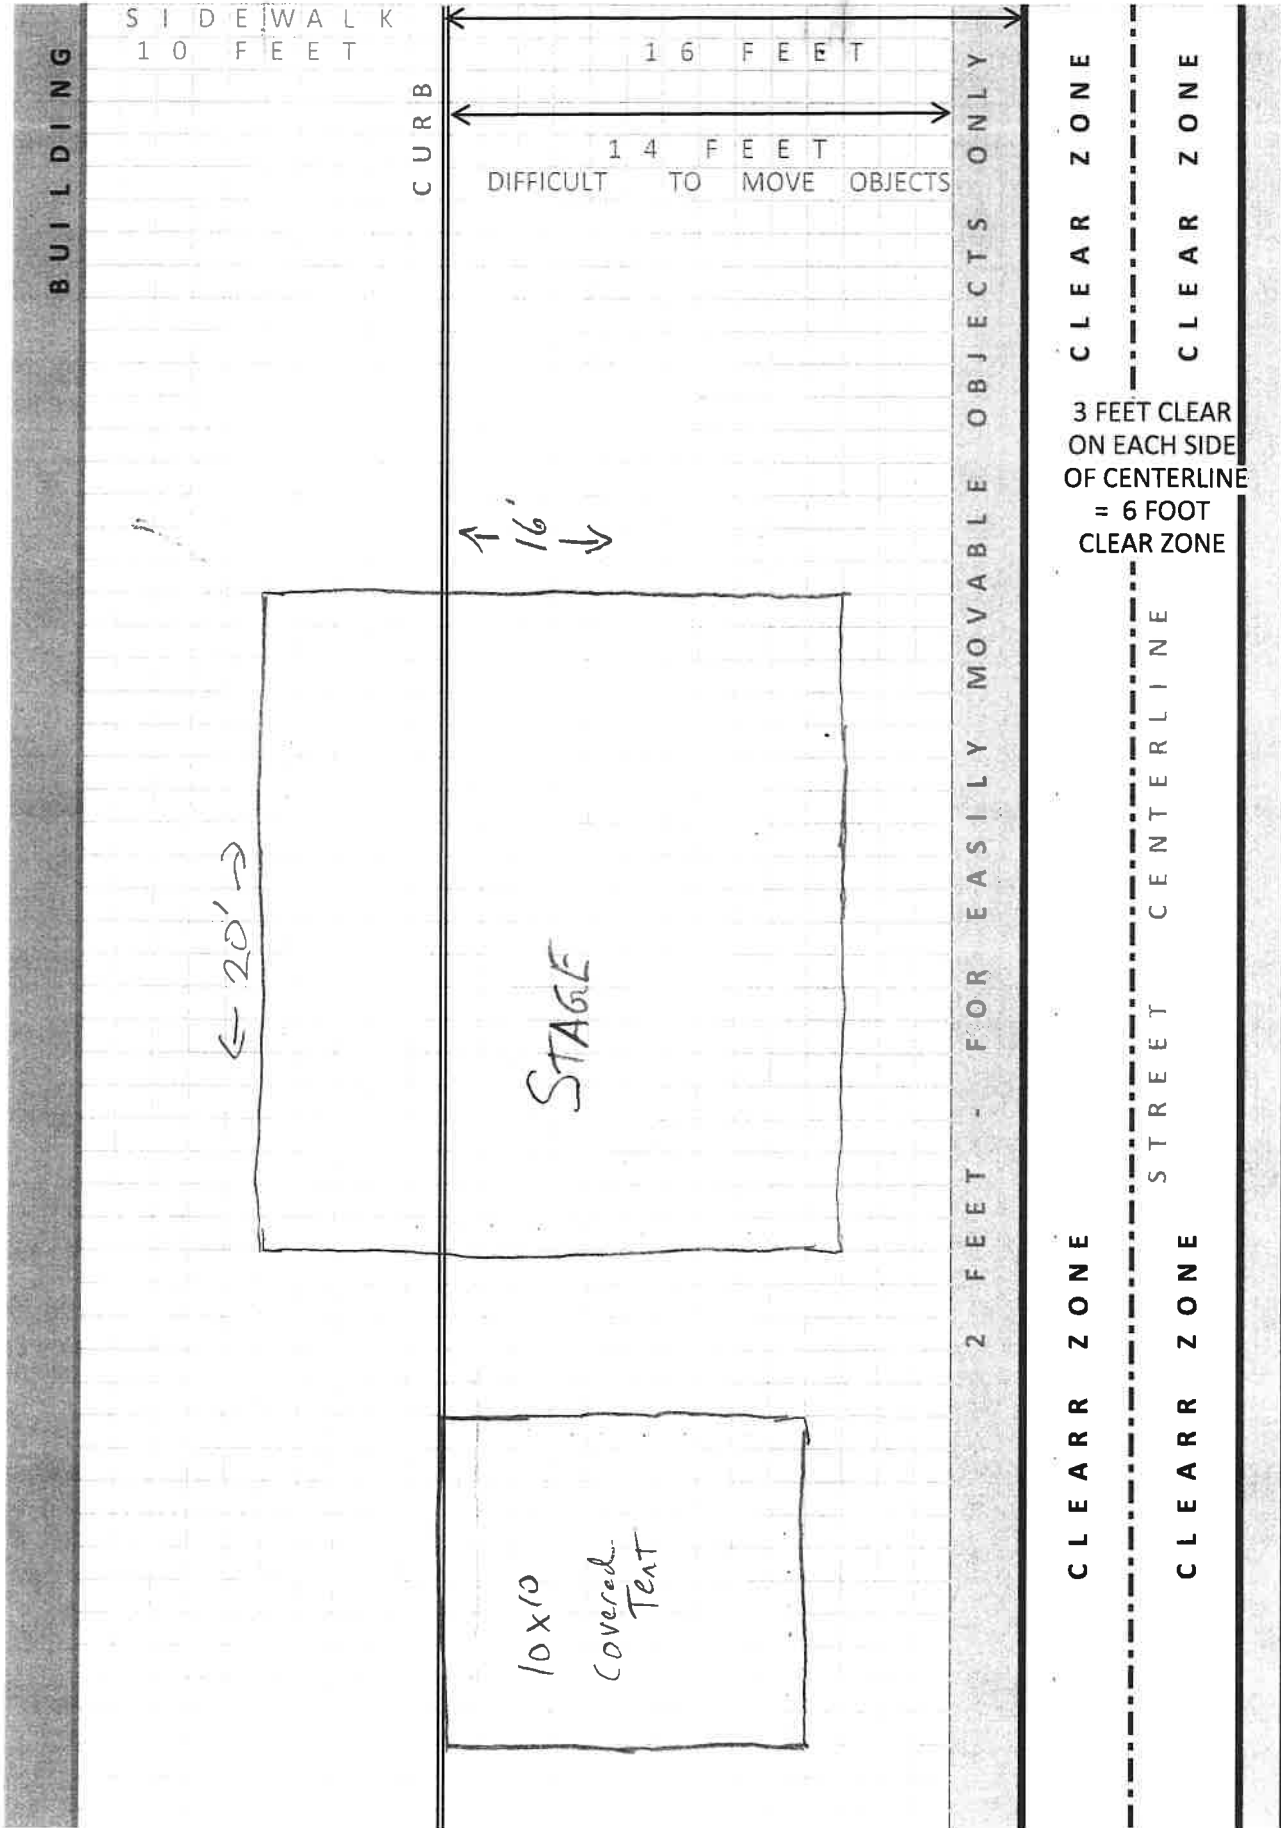 SIDEWALK
10 FEET
BUILDING
CURB
16 FEET
14 FEET
DIFFICULT TO MOVE OBJECTS
2 FEET - FOR EASILY MOVABLE OBJECTS ONLY
CLEAR ZONE
CLEAR ZONE
3 FEET CLEAR
ON EACH SIDE
OF CENTERLINE
= 6 FOOT
CLEAR ZONE
STREET CENTERLINE
16'
20'
STAGE
10x10
Covered
Tent
CLEARR ZONE
CLEARR ZONE